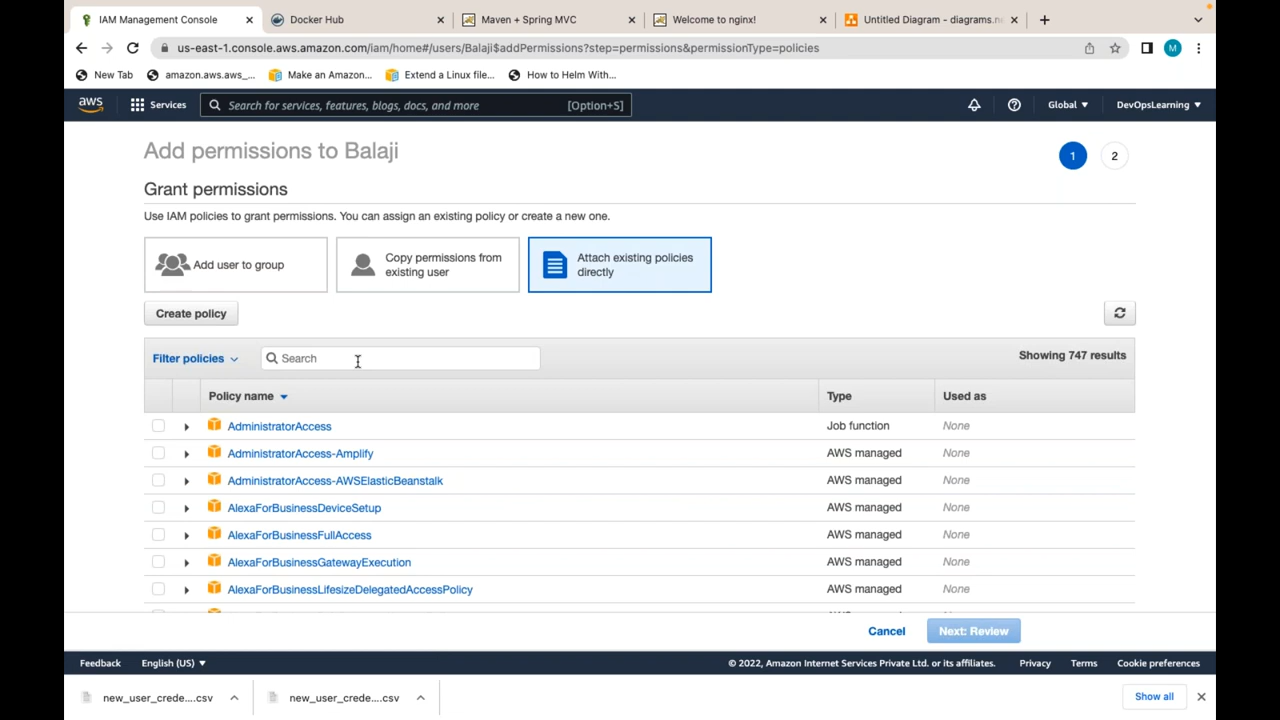 IAM Management Console
Docker Hub
Maven + Spring MVC
Welcome to nginx!
Untitled Diagram - diagrams.ne
us-east-1.console.aws.amazon.com/iam/home#/users/Balaji$addPermissions?step=permissions&permissionType=policies
M
New Tab
amazon.aws.aws_...
Make an Amazon...
Extend a Linux file...
How to Helm With...
aws
Services
Search for services, features, blogs, docs, and more
[Option+S]
Global
DevOpsLearning
Add permissions to Balaji
1
2
Grant permissions
Use IAM policies to grant permissions. You can assign an existing policy or create a new one.
Add user to group
Copy permissions from
existing user
Attach existing policies
directly
Create policy
Filter policies
Search
Showing 747 results
Policy name
Type
Used as
AdministratorAccess
Job function
None
AdministratorAccess-Amplify
AWS managed
None
AdministratorAccess-AWSElasticBeanstalk
AWS managed
None
AlexaForBusinessDeviceSetup
AWS managed
None
AlexaForBusinessFullAccess
AWS managed
None
AlexaForBusinessGatewayExecution
AWS managed
None
AlexaForBusinessLifesizeDelegatedAccessPolicy
AWS managed
None
Cancel
Next: Review
Feedback
English (US)
© 2022, Amazon Internet Services Private Ltd. or its affiliates.
Privacy
Terms
Cookie preferences
new_user_crede....csv
new_user_crede....csv
Show all